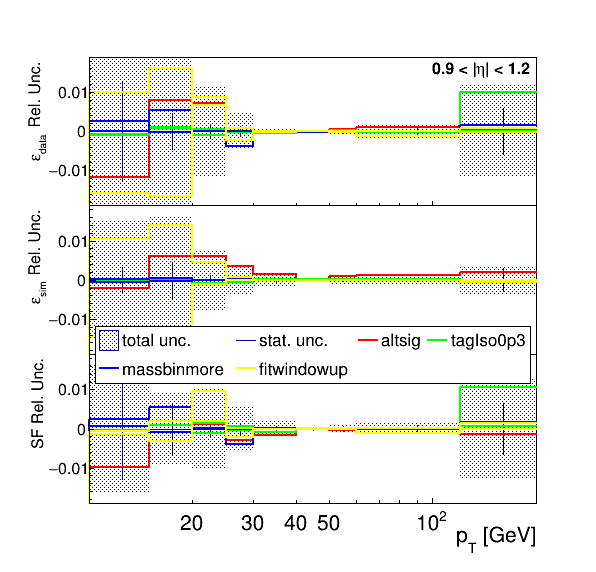 0.9 < |η| < 1.2
ε_data Rel. Unc.
0.01
0
−0.01
ε_sim Rel. Unc.
0.01
0
−0.01
total unc. stat. unc. altsig tagIso0p3
massbinmore fitwindowup
SF Rel. Unc.
0.01
0
−0.01
20 30 40 50 10²
p_T [GeV]